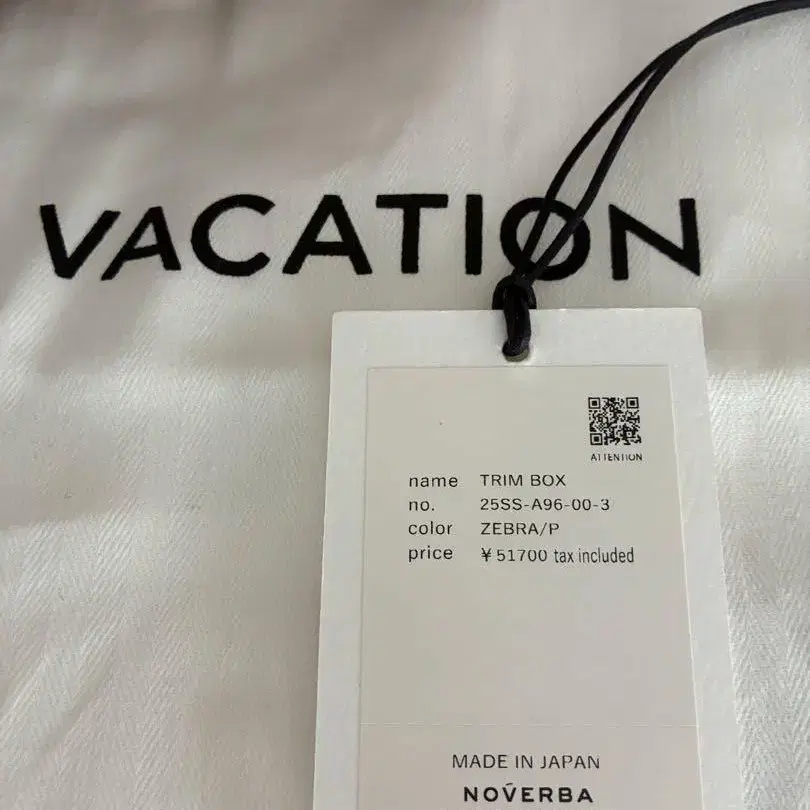 VACATION
ATTENTION
name TRIM BOX
no. 25SS-A96-00-3
color ZEBRA/P
price ¥51700 tax included
MADE IN JAPAN
NOVERBA